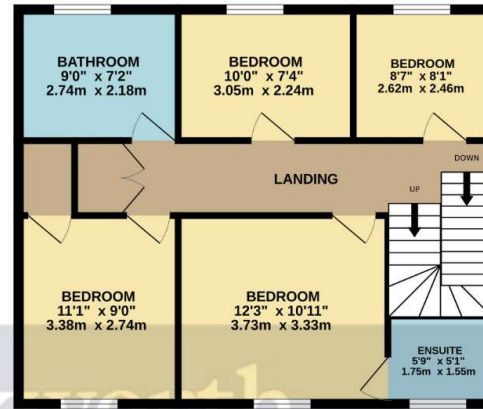 BATHROOM
9'0" x 7'2"
2.74m x 2.18m
BEDROOM
10'0" x 7'4"
3.05m x 2.24m
BEDROOM
8'7" x 8'1"
2.62m x 2.46m
LANDING
UP
DOWN
BEDROOM
11'1" x 9'0"
3.38m x 2.74m
BEDROOM
12'3" x 10'11"
3.73m x 3.33m
ENSUITE
5'9" x 5'1"
1.75m x 1.55m